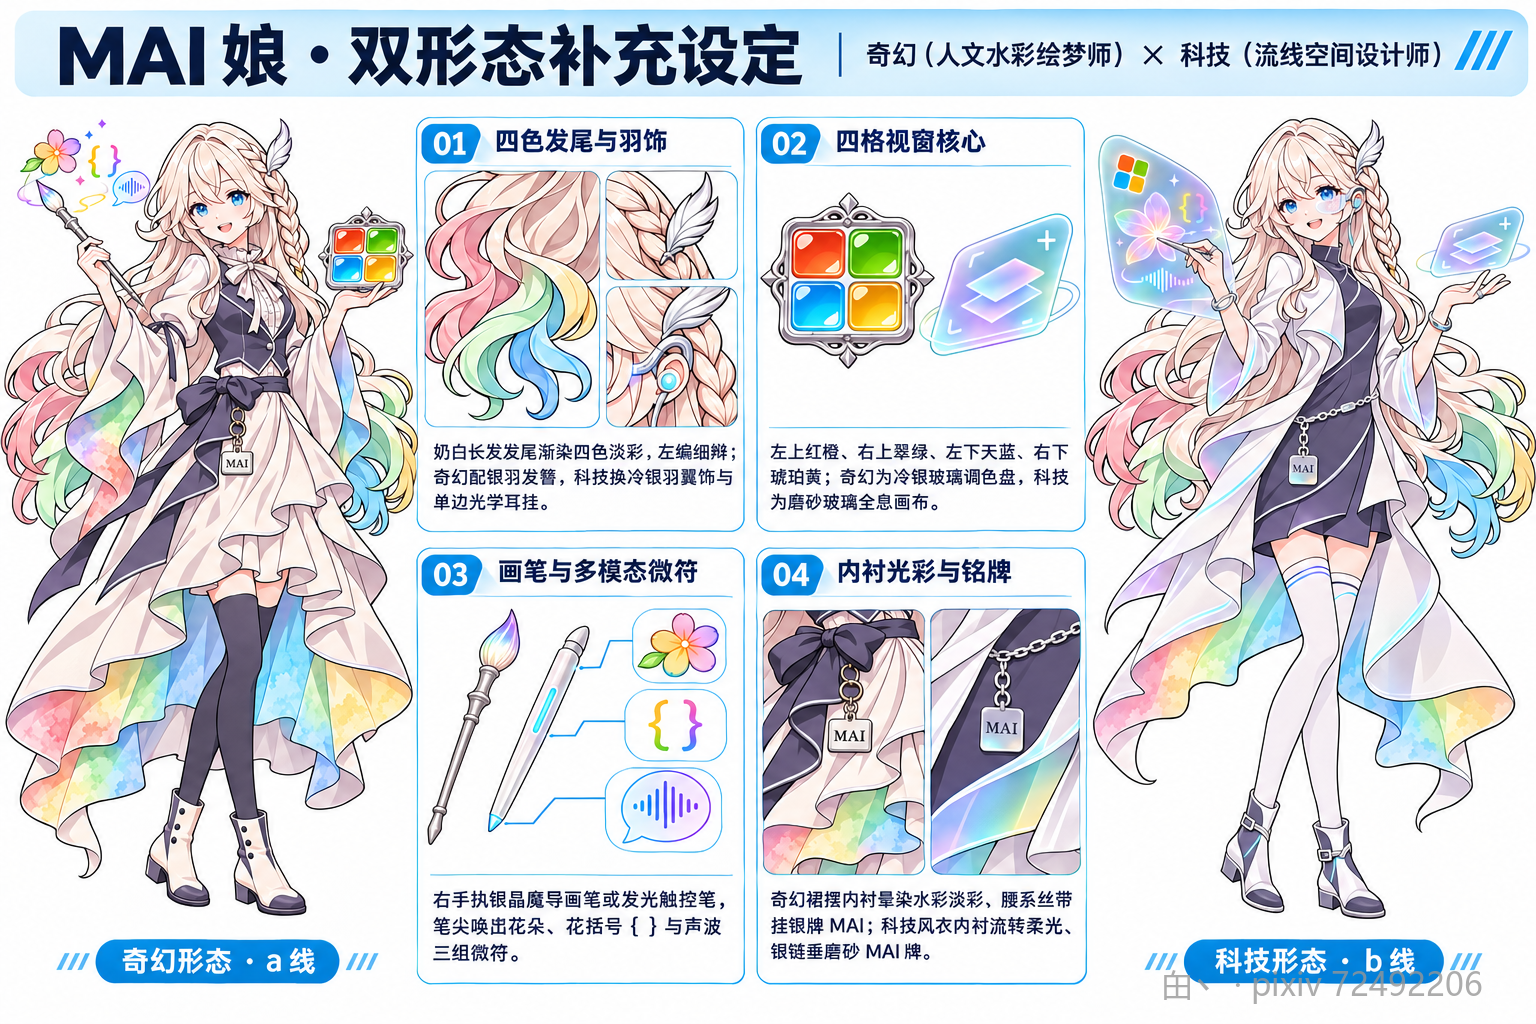 MAI 娘·双形态补充设定
奇幻（人文水彩绘梦师） × 科技（流线空间设计师）
01 四色发尾与羽饰
奶白长发发尾渐染四色淡彩，左编细辫；
奇幻配银羽发簪，科技换冷银羽翼饰与
单边光学耳挂。
02 四格视窗核心
左上红橙、右上翠绿、左下天蓝、右下
琥珀黄；奇幻为冷银玻璃调色盘，科技
为磨砂玻璃全息画布。
{ }
MAI
{ }
MAI
03 画笔与多模态微符
{ }
右手执银晶魔导画笔或发光触控笔，
笔尖唤出花朵、花括号 { } 与声波
三组微符。
04 内衬光彩与铭牌
MAI
MAI
奇幻裙摆内衬晕染水彩淡彩、腰系丝带
挂银牌 MAI；科技风衣内衬流转柔光、
银链垂磨砂 MAI 牌。
奇幻形态 · a 线
科技形态 · b 线
pixiv 72492206